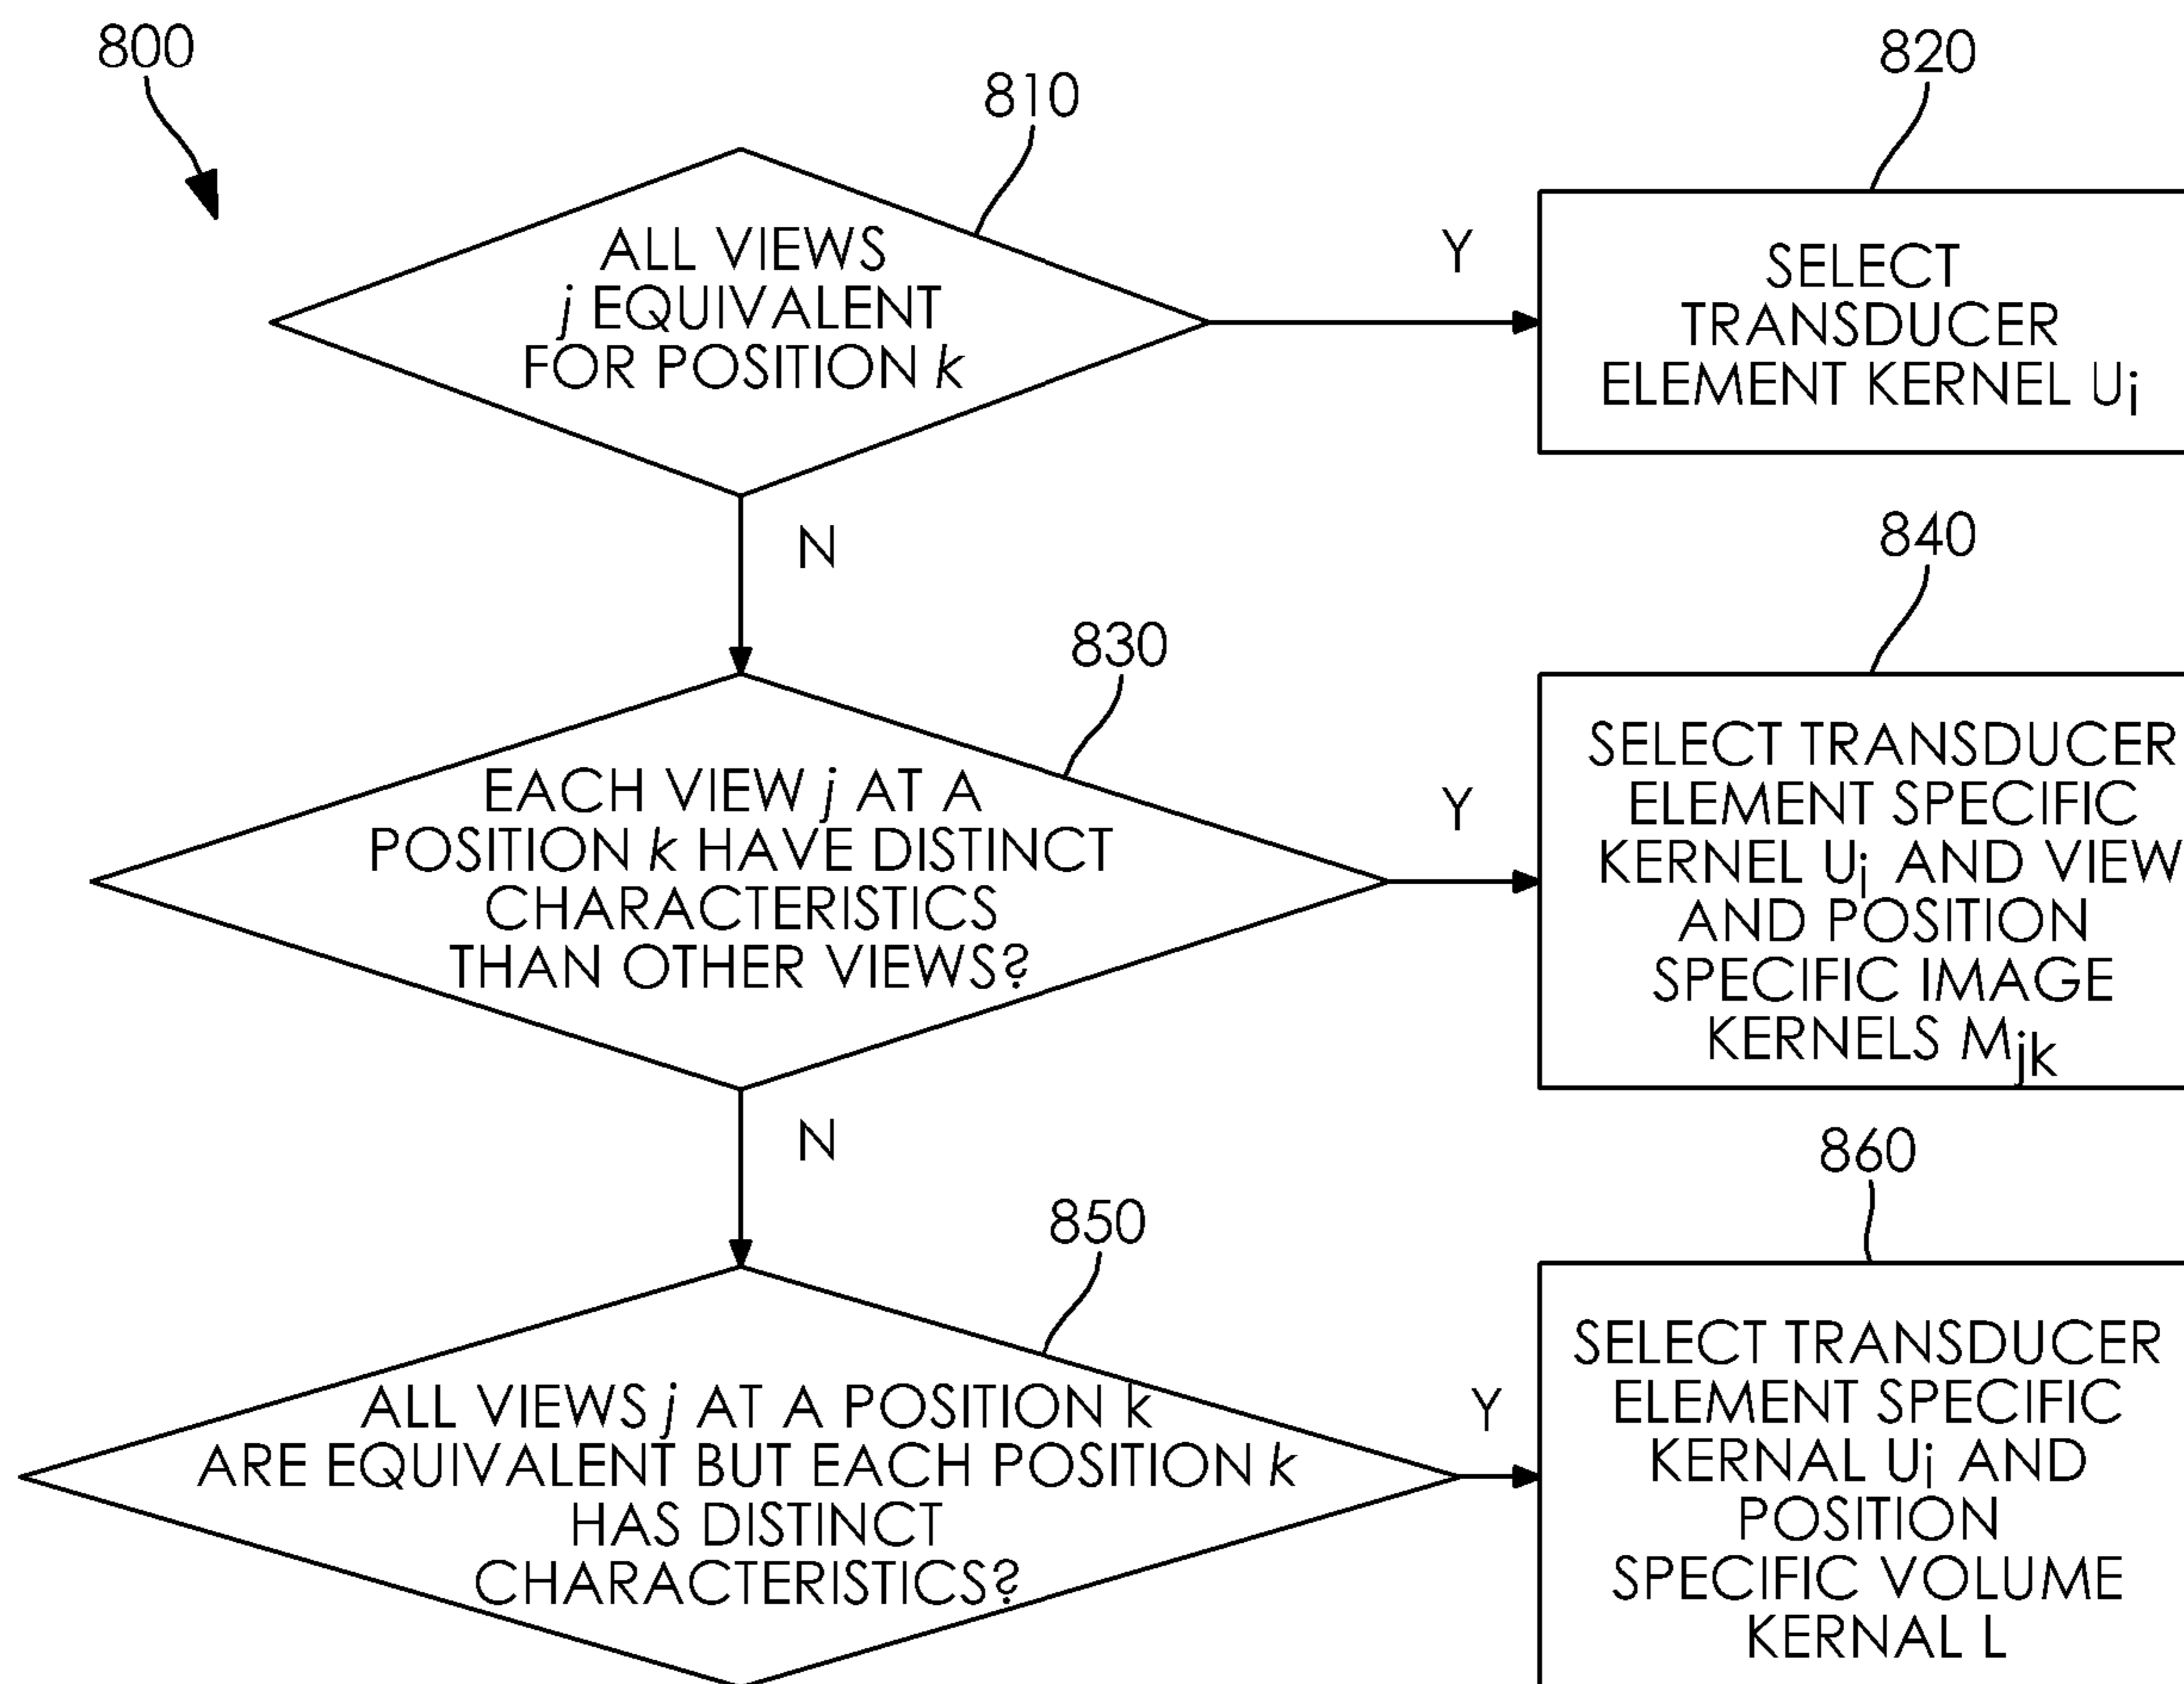 800
810
820
ALL VIEWS
j EQUIVALENT
FOR POSITION k
Y
SELECT
TRANSDUCER
ELEMENT KERNEL Ui
N
830
840
EACH VIEW j AT A
POSITION k HAVE DISTINCT
CHARACTERISTICS
THAN OTHER VIEWS?
Y
SELECT TRANSDUCER
ELEMENT SPECIFIC
KERNEL Ui AND VIEW
AND POSITION
SPECIFIC IMAGE
KERNELS Mjk
N
850
860
ALL VIEWS j AT A POSITION k
ARE EQUIVALENT BUT EACH POSITION k
HAS DISTINCT
CHARACTERISTICS?
Y
SELECT TRANSDUCER
ELEMENT SPECIFIC
KERNAL Ui AND
POSITION
SPECIFIC VOLUME
KERNAL L